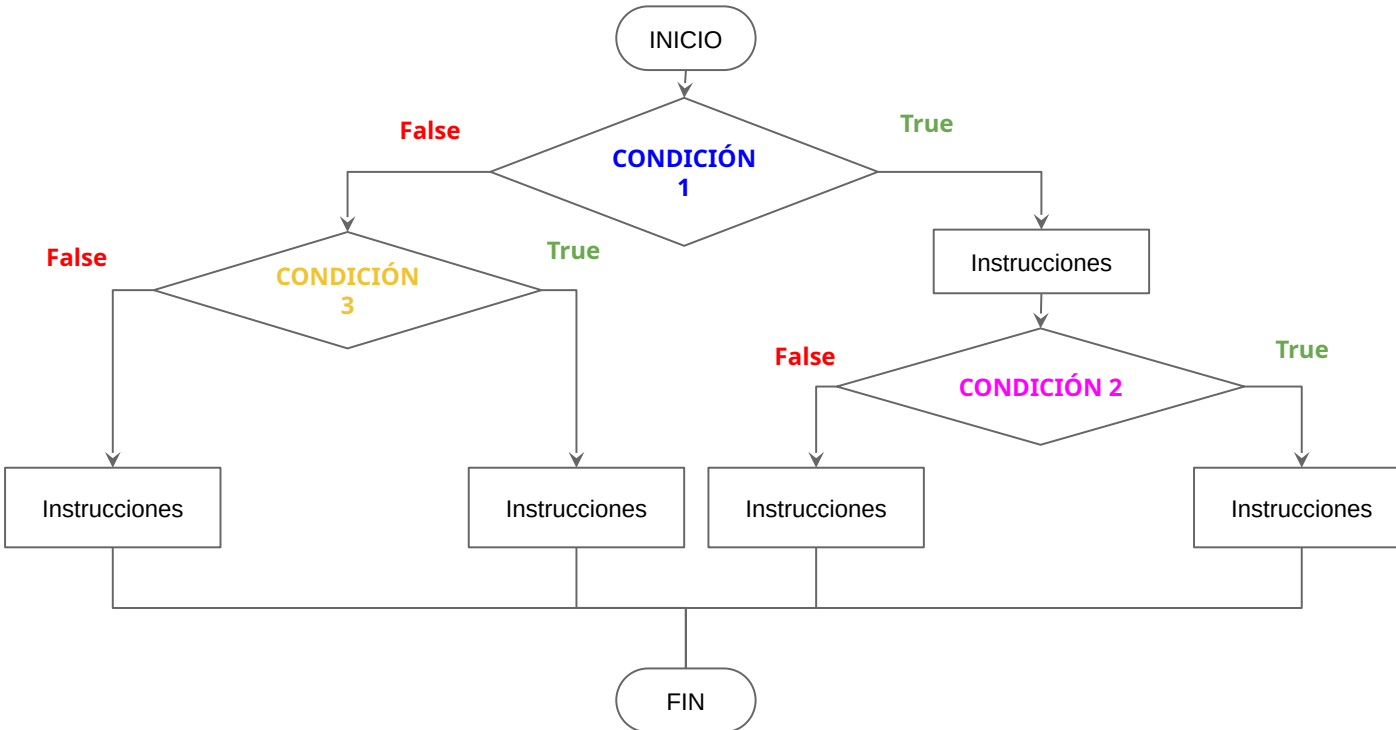 INICIO
False
True
CONDICIÓN
1
False
True
CONDICIÓN
3
Instrucciones
False
True
CONDICIÓN 2
Instrucciones
Instrucciones
Instrucciones
Instrucciones
FIN